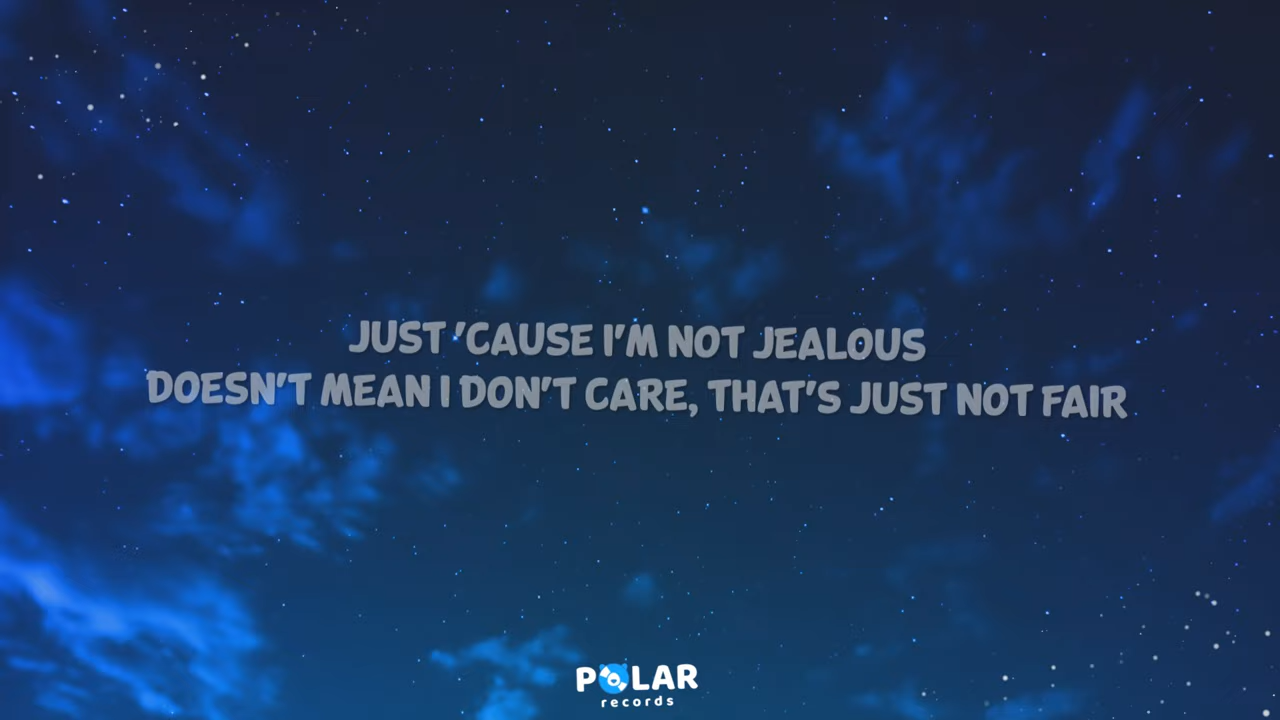 JUST 'CAUSE I'M NOT JEALOUS
DOESN'T MEAN I DON'T CARE, THAT'S JUST NOT FAIR
POLAR
records